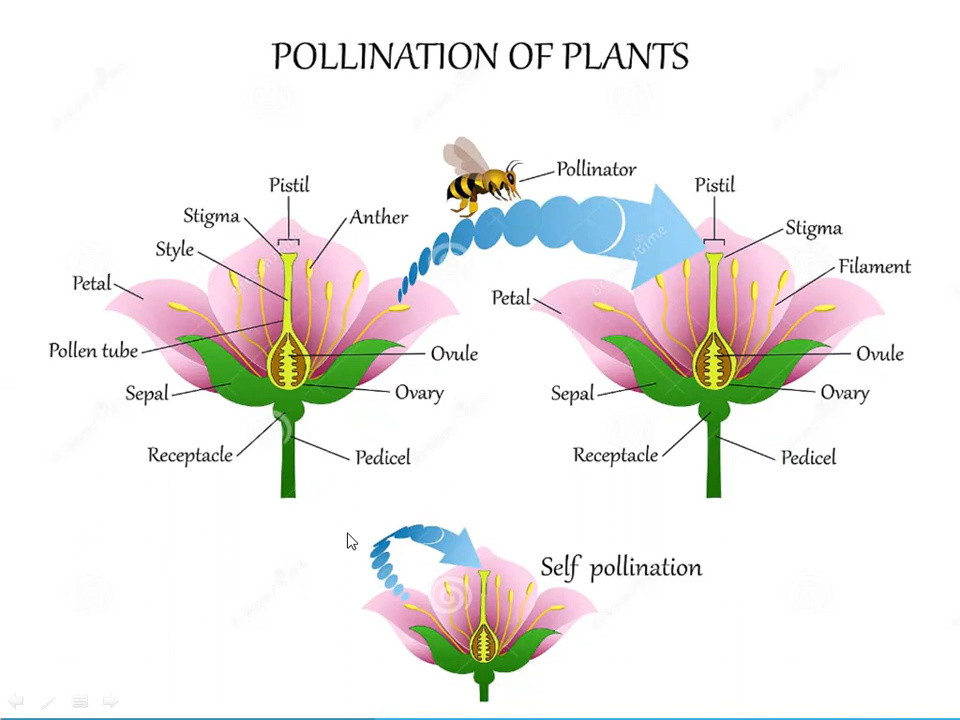 POLLINATION OF PLANTS
Pollinator
Pistil
Stigma
Anther
Style
Petal
Pollen tube
Ovule
Sepal
Ovary
Receptacle
Pedicel
Pistil
Stigma
Filament
Petal
Ovule
Sepal
Ovary
Receptacle
Pedicel
Self pollination